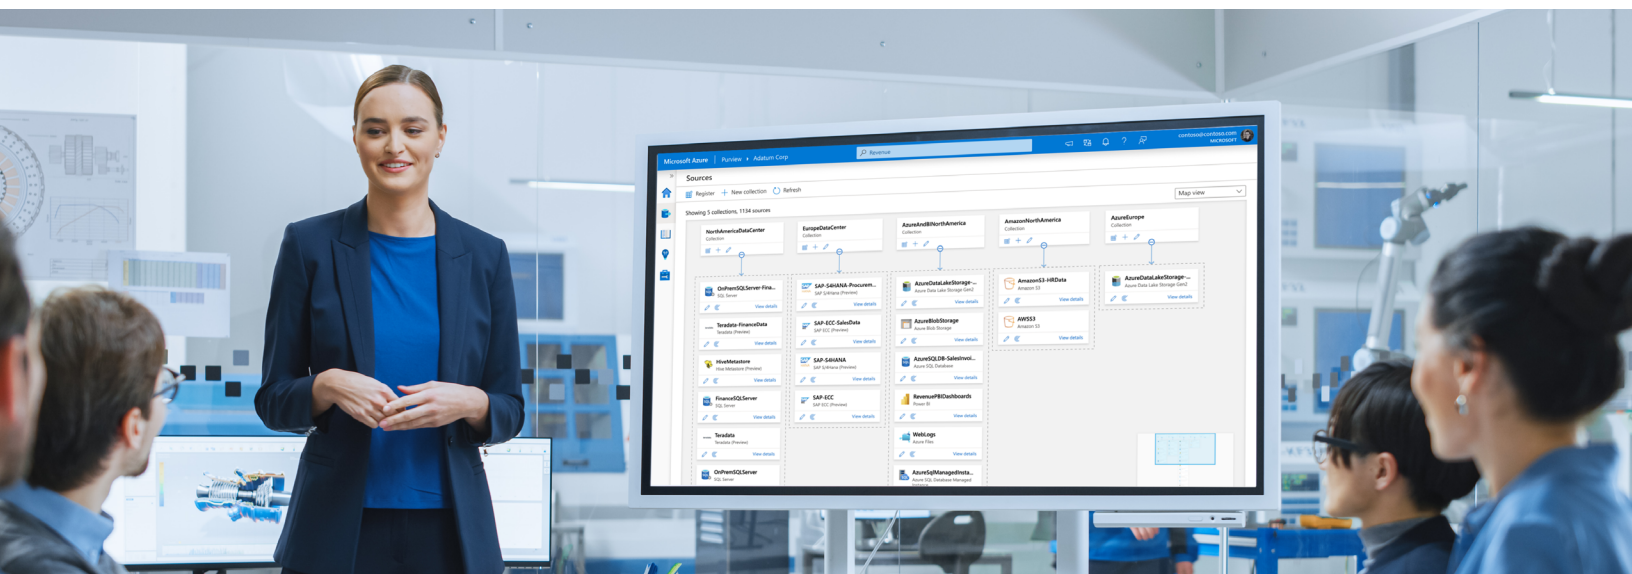 Microsoft Azure | Purview Adatum Corp
Revenue
contoso@contoso.com
MICROSOFT
Sources
Register New collection Refresh
Map view
Showing 5 collections, 1134 sources
NorthAmericaDataCenter
Collection
EuropeDataCenter
Collection
AzureAndBINorthAmerica
Collection
AmazonNorthAmerica
Collection
AzureEurope
Collection
OnPremSQLServer-Fina...
SQL Server
View details
Teradata-FinanceData
Teradata (Preview)
View details
HiveMetastore
Hive Metastore (Preview)
View details
FinanceSQLServer
SQL Server
View details
Teradata
Teradata (Preview)
View details
OnPremSQLServer
SQL Server
SAP-S4HANA-Procurem...
SAP S/4Hana (Preview)
View details
SAP-ECC-SalesData
SAP ECC (Preview)
View details
SAP-S4HANA
SAP S/4Hana (Preview)
View details
SAP-ECC
SAP ECC (Preview)
View details
AzureDataLakeStorage-...
Azure Data Lake Storage Gen2
View details
AzureBlobStorage
Azure Blob Storage
View details
AzureSQLDB-SalesInvoi...
Azure SQL Database
View details
RevenuePBIDashboards
Power BI
View details
WebLogs
Azure Files
View details
AzureSqlManagedInsta...
Azure SQL Database Managed
Instance
AmazonS3-HRData
Amazon S3
View details
AWSS3
Amazon S3
View details
AzureDataLakeStorage-...
Azure Data Lake Storage Gen2
View details